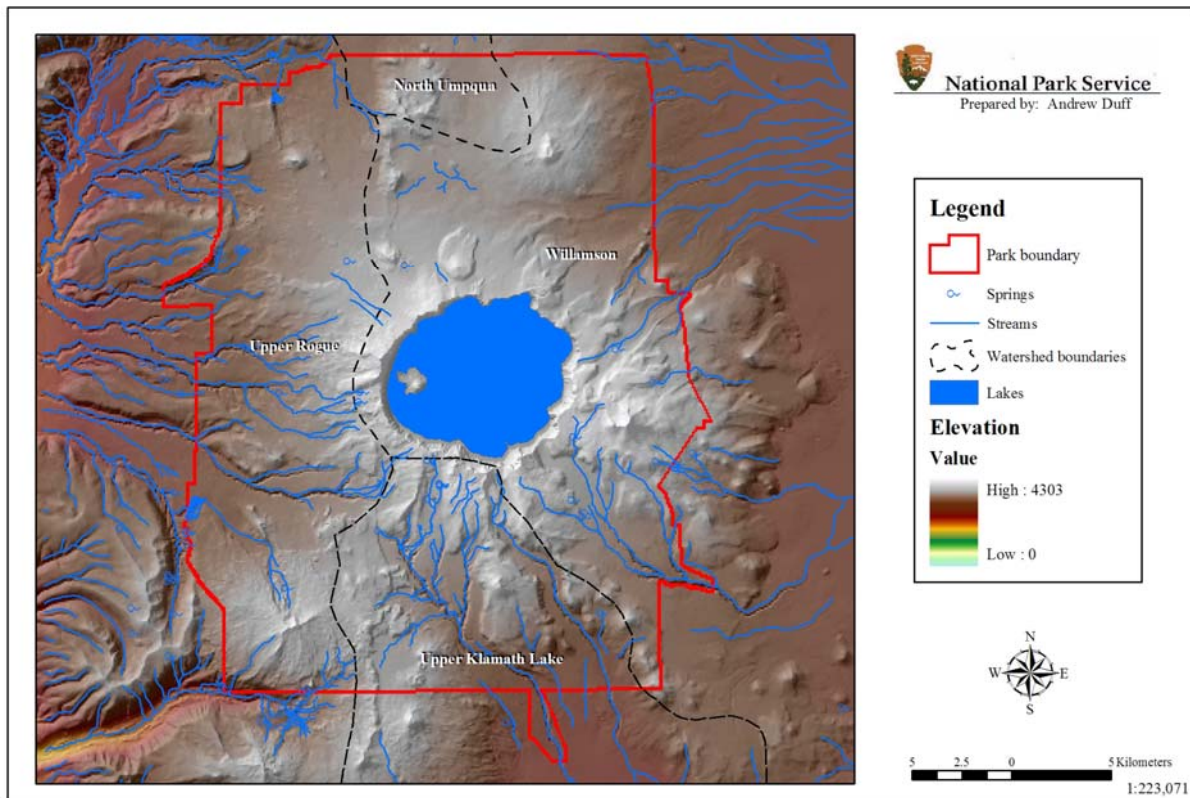 North Umpqua
Willamson
Upper Rogue
Upper Klamath Lake
National Park Service
Prepared by: Andrew Duff
Legend
Park boundary
Springs
Streams
Watershed boundaries
Lakes
Elevation
Value
High : 4303
Low : 0
N
W E
S
5 2.5 0 5 Kilometers
1:223,071